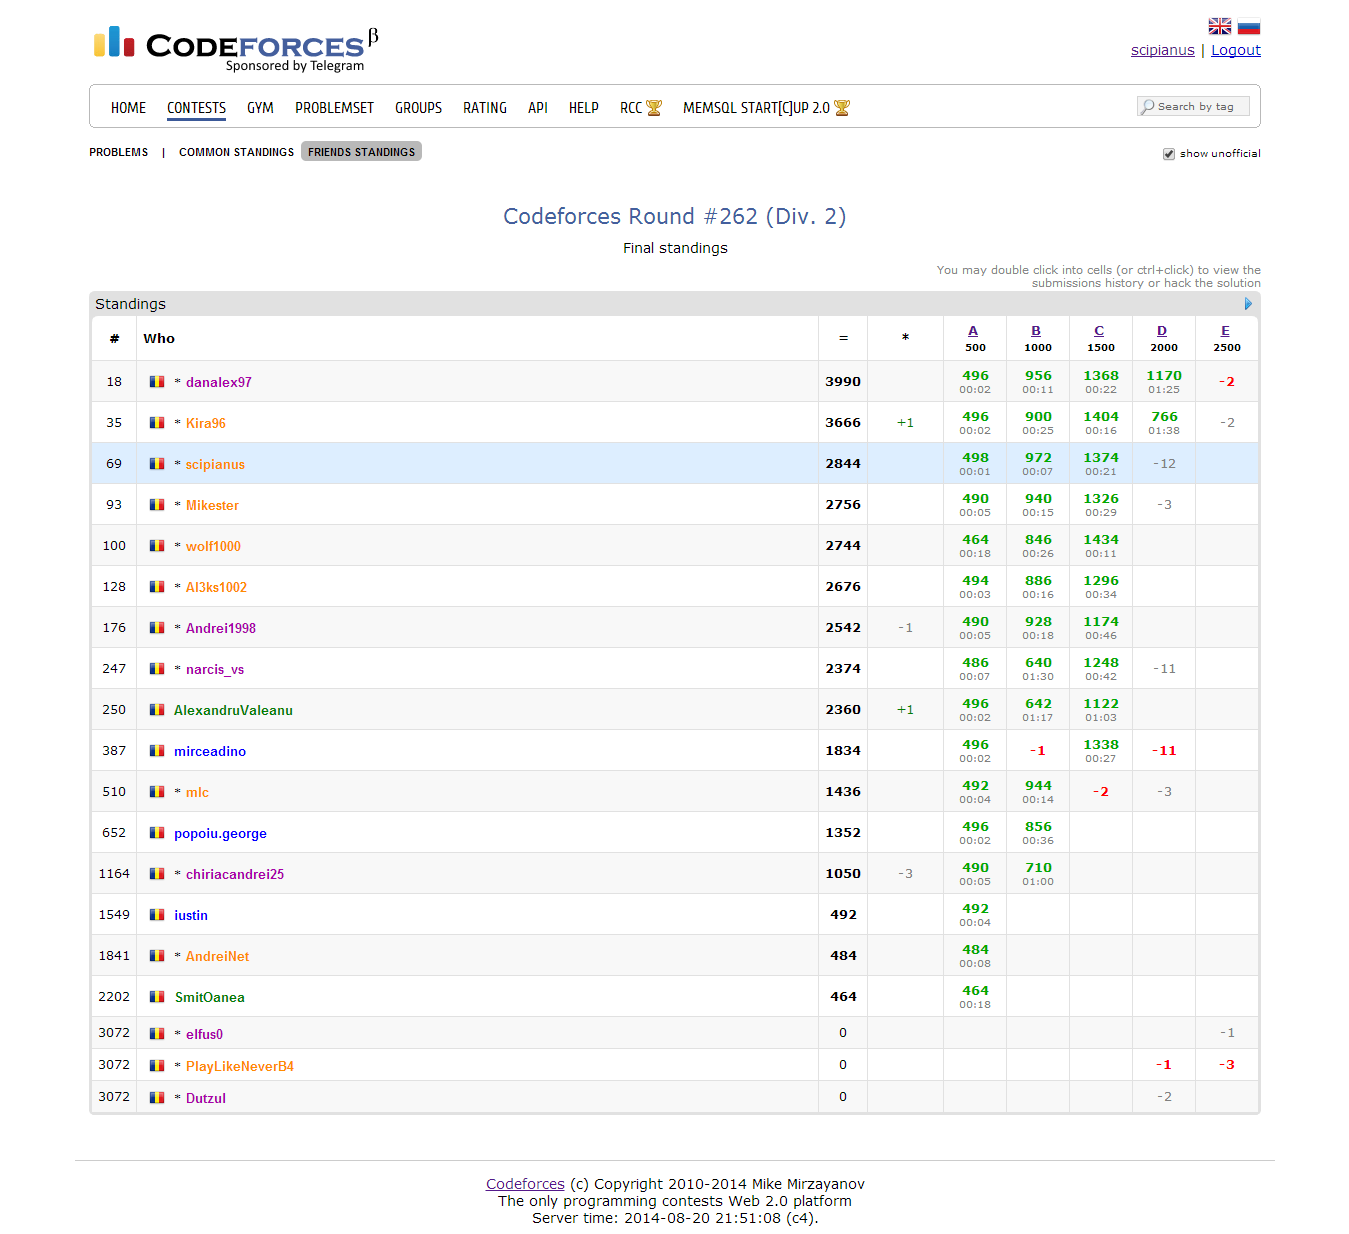 CODEFORCES β
Sponsored by Telegram
scipianus | Logout
HOME CONTESTS GYM PROBLEMSET GROUPS RATING API HELP RCC MEMSQL START[C]UP 2.0 Search by tag
PROBLEMS | COMMON STANDINGS FRIENDS STANDINGS show unofficial
Codeforces Round #262 (Div. 2)
Final standings
You may double click into cells (or ctrl+click) to view the
submissions history or hack the solution
Standings
# Who = * A B C D E
500 1000 1500 2000 2500
18 * danalex97 3990 496 956 1368 1170 -2
00:02 00:11 00:22 01:25
35 * Kira96 3666 +1 496 900 1404 766 -2
00:02 00:25 00:16 01:38
69 * scipianus 2844 498 972 1374 -12
00:01 00:07 00:21
93 * Mikester 2756 490 940 1326 -3
00:05 00:15 00:29
100 * wolf1000 2744 464 846 1434
00:18 00:26 00:11
128 * Al3ks1002 2676 494 886 1296
00:03 00:16 00:34
176 * Andrei1998 2542 -1 490 928 1174
00:05 00:18 00:46
247 * narcis_vs 2374 486 640 1248 -11
00:07 01:30 00:42
250 AlexandruValeanu 2360 +1 496 642 1122
00:02 01:17 01:03
387 mirceadino 1834 496 -1 1338 -11
00:02 00:27
510 * mlc 1436 492 944 -2 -3
00:04 00:14
652 popoiu.george 1352 496 856
00:02 00:36
1164 * chiriacandrei25 1050 -3 490 710
00:05 01:00
1549 iustin 492 492
00:04
1841 * AndreiNet 484 484
00:08
2202 SmitOanea 464 464
00:18
3072 * elfus0 0 -1
3072 * PlayLikeNeverB4 0 -1 -3
3072 * Dutzul 0 -2
Codeforces (c) Copyright 2010-2014 Mike Mirzayanov
The only programming contests Web 2.0 platform
Server time: 2014-08-20 21:51:08 (c4).